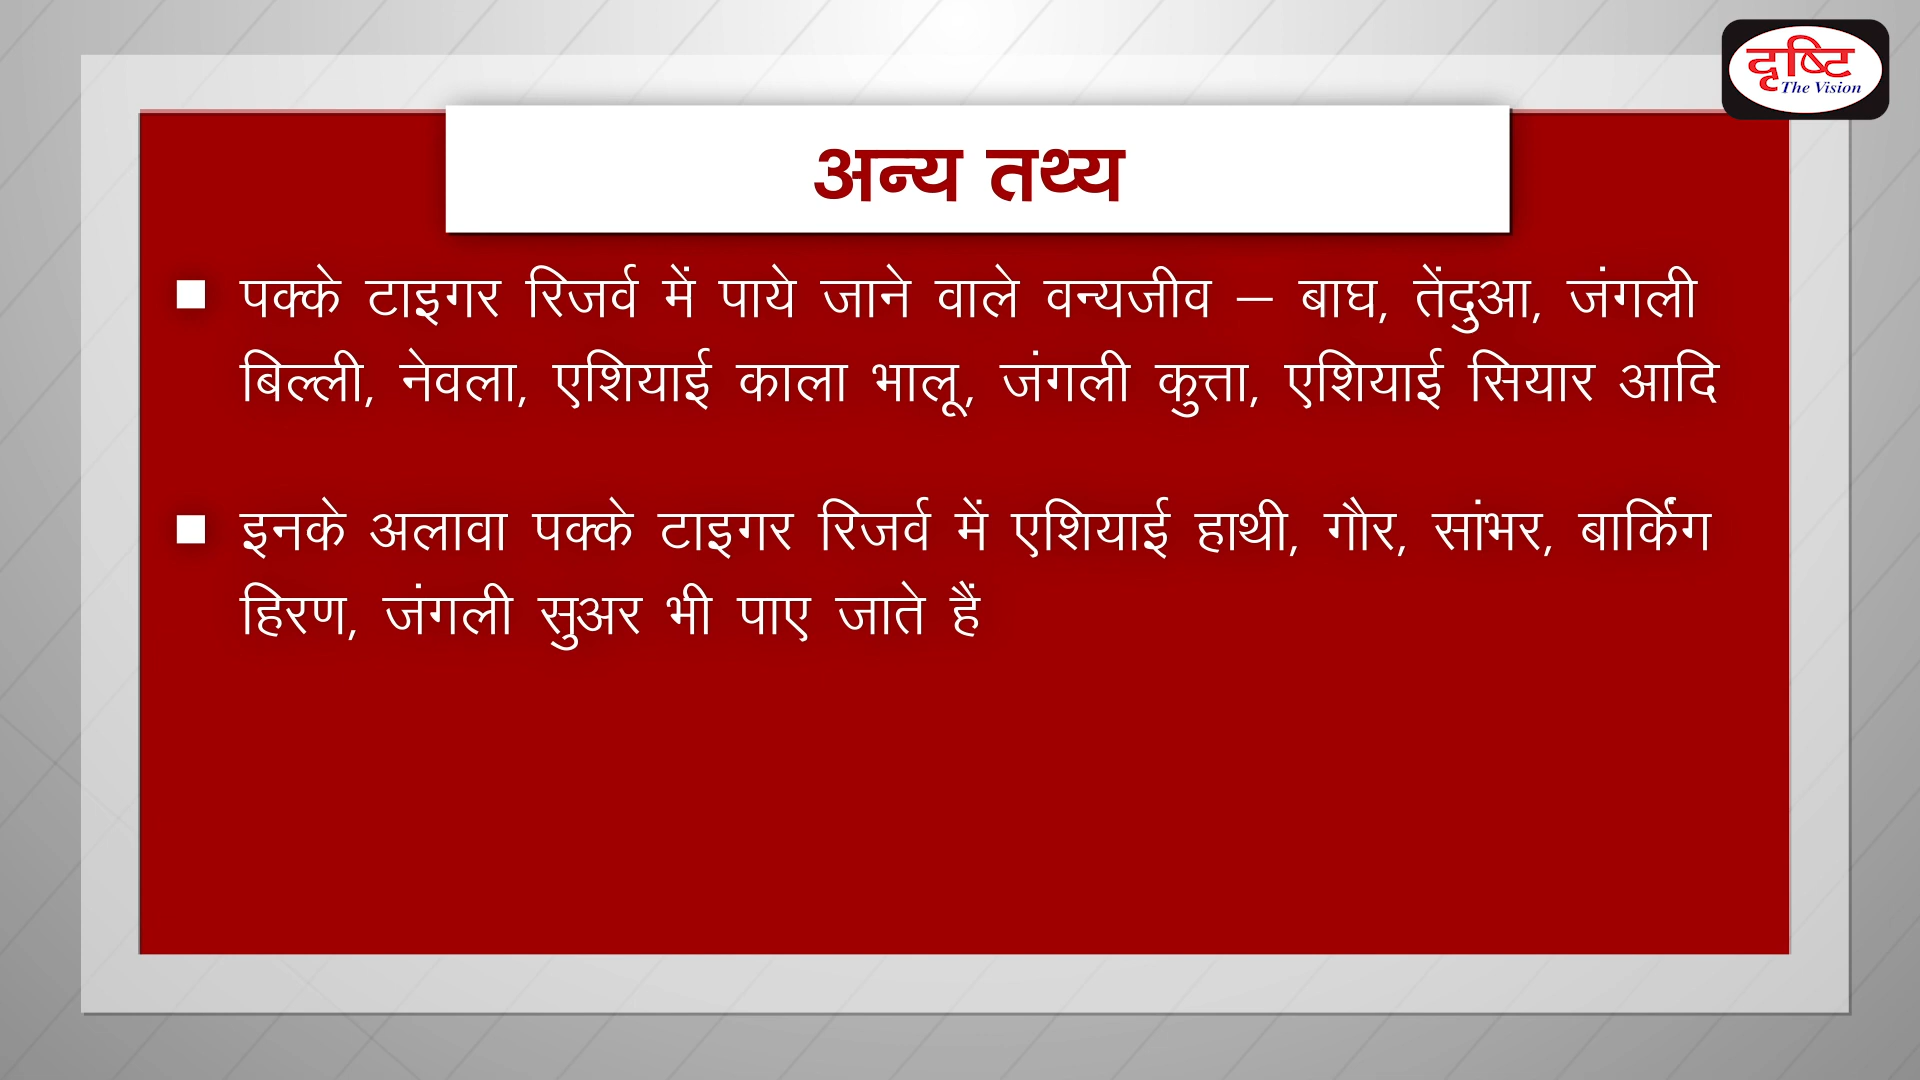 दृष्टि
The Vision
अन्य तथ्य
■ पक्के टाइगर रिजर्व में पाये जाने वाले वन्यजीव – बाघ, तेंदुआ, जंगली
बिल्ली, नेवला, एशियाई काला भालू, जंगली कुत्ता, एशियाई सियार आदि
■ इनके अलावा पक्के टाइगर रिजर्व में एशियाई हाथी, गौर, सांभर, बार्किंग
हिरण, जंगली सुअर भी पाए जाते हैं